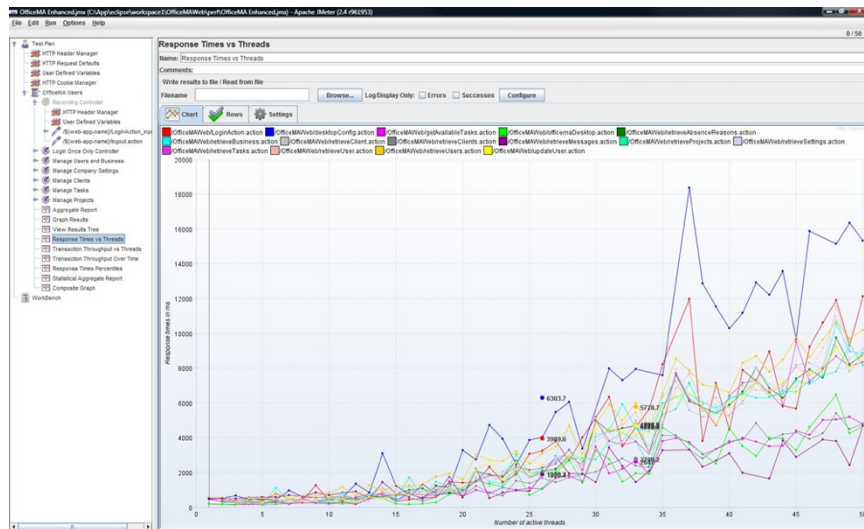 OfficeMA Enhanced.jmx (C:\App\eclipse\workspace1\OfficeMAWeb\perf\OfficeMA Enhanced.jmx) - Apache JMeter (2.4 r961953)
File Edit Run Options Help
0 / 50
Test Plan
HTTP Header Manager
HTTP Request Defaults
User Defined Variables
HTTP Cookie Manager
OfficeMA Users
Recording Controller
HTTP Header Manager
User Defined Variables
/${web-app-name}/LoginAction_inp
/${web-app-name}/logout.action
Login Once Only Controller
Manage Users and Business
Manage Company Settings
Manage Clients
Manage Tasks
Manage Projects
Aggregate Report
Graph Results
View Results Tree
Response Times vs Threads
Transaction Throughput vs Threads
Transaction Throughput Over Time
Response Times Percentiles
Statistical Aggregate Report
Composite Graph
WorkBench
Response Times vs Threads
Name: Response Times vs Threads
Comments:
Write results to file / Read from file
Filename Browse... Log/Display Only: Errors Successes Configure
Chart Rows Settings
/OfficeMAWeb/LoginAction.action /OfficeMAWeb/desktopConfig.action /OfficeMAWeb/getAvailableTasks.action /OfficeMAWeb/officemaDesktop.action /OfficeMAWeb/retrieveAbsenceReasons.action
/OfficeMAWeb/retrieveBusiness.action /OfficeMAWeb/retrieveClient.action /OfficeMAWeb/retrieveClients.action /OfficeMAWeb/retrieveMessages.action /OfficeMAWeb/retrieveProjects.action /OfficeMAWeb/retrieveSettings.action
/OfficeMAWeb/retrieveTasks.action /OfficeMAWeb/retrieveUser.action /OfficeMAWeb/retrieveUsers.action /OfficeMAWeb/updateUser.action
20000
18000
16000
14000
12000
10000
8000
6000
4000
2000
0
Response times in ms
6303.7
5770.7
3989.6
0 5 10 15 20 25 30 35 40 45 50
Number of active threads